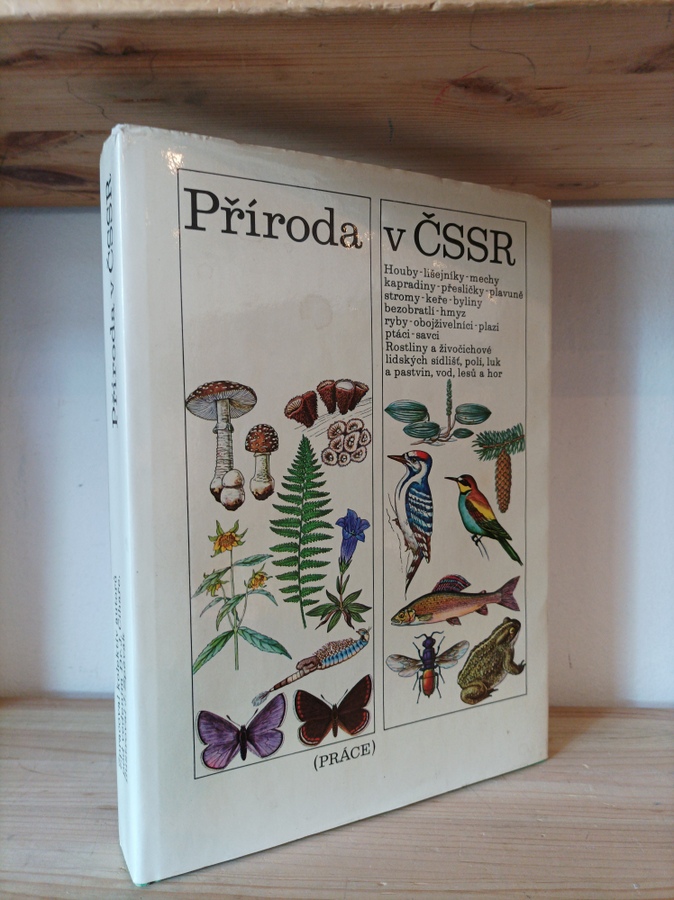 Příroda v ČSSR
Houby-lišejníky-mechy
kapradiny-přesličky-plavuně
stromy-keře-byliny
bezobratlí-hmyz
ryby-obojživelníci-plazi
ptáci-savci
Rostliny a živočichové
lidských sídlišť, polí, luk
a pastvin, vod, lesů a hor
(PRÁCE)
Příroda v ČSSR